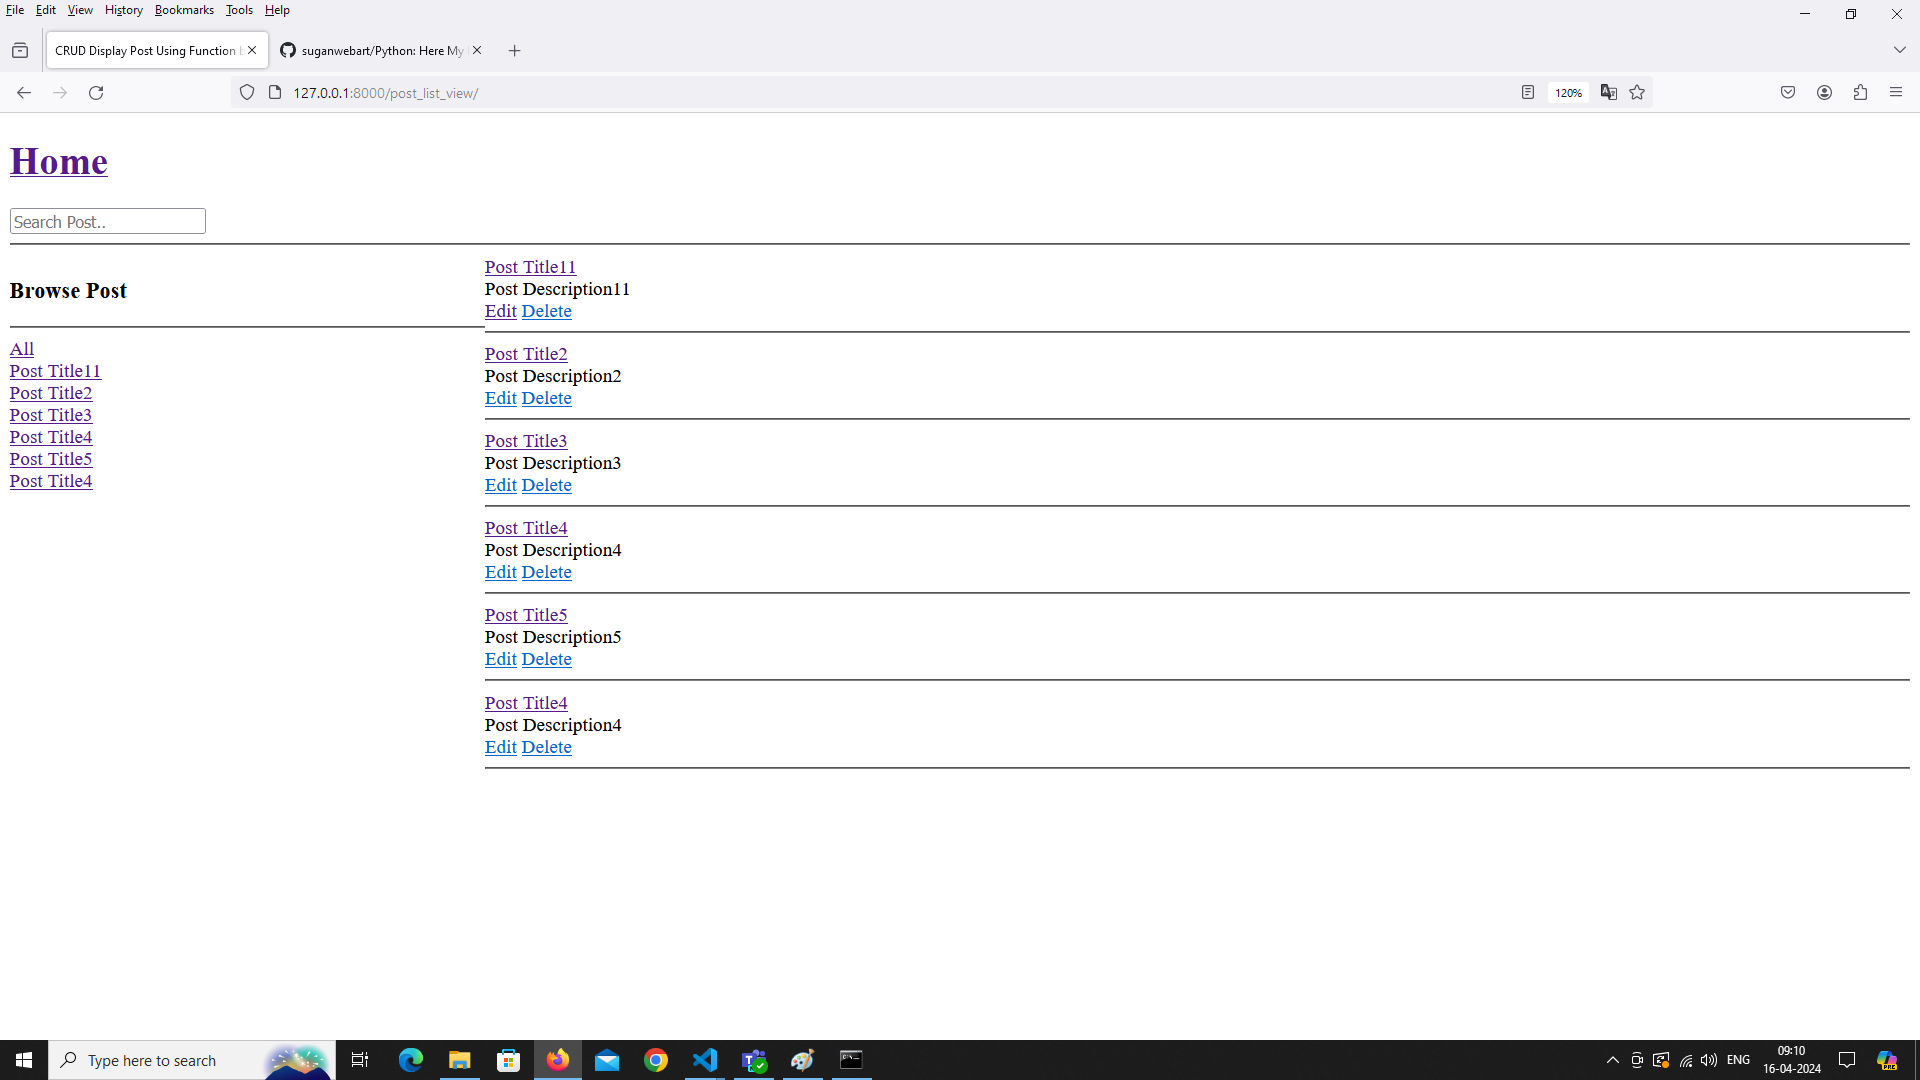 File Edit View History Bookmarks Tools Help
CRUD Display Post Using Function
suganwebart/Python: Here My
127.0.0.1:8000/post_list_view/
120%
Home
Search Post..
Browse Post
All
Post Title11
Post Title2
Post Title3
Post Title4
Post Title5
Post Title4
Post Title11
Post Description11
Edit Delete
Post Title2
Post Description2
Edit Delete
Post Title3
Post Description3
Edit Delete
Post Title4
Post Description4
Edit Delete
Post Title5
Post Description5
Edit Delete
Post Title4
Post Description4
Edit Delete
Type here to search
ENG
09:10
16-04-2024
PRE